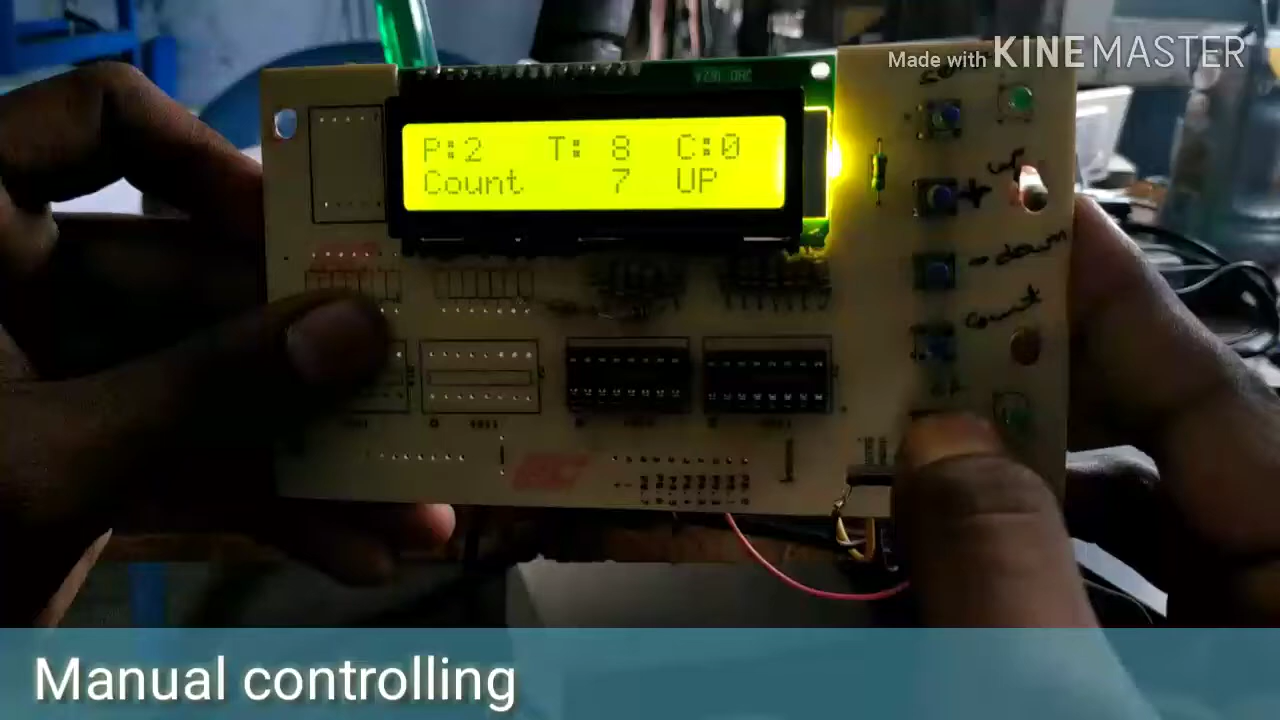 Made with KINEMASTER
P:2 T: 8 C:0
Count 7 UP
UP
+
- down
Count
Manual controlling